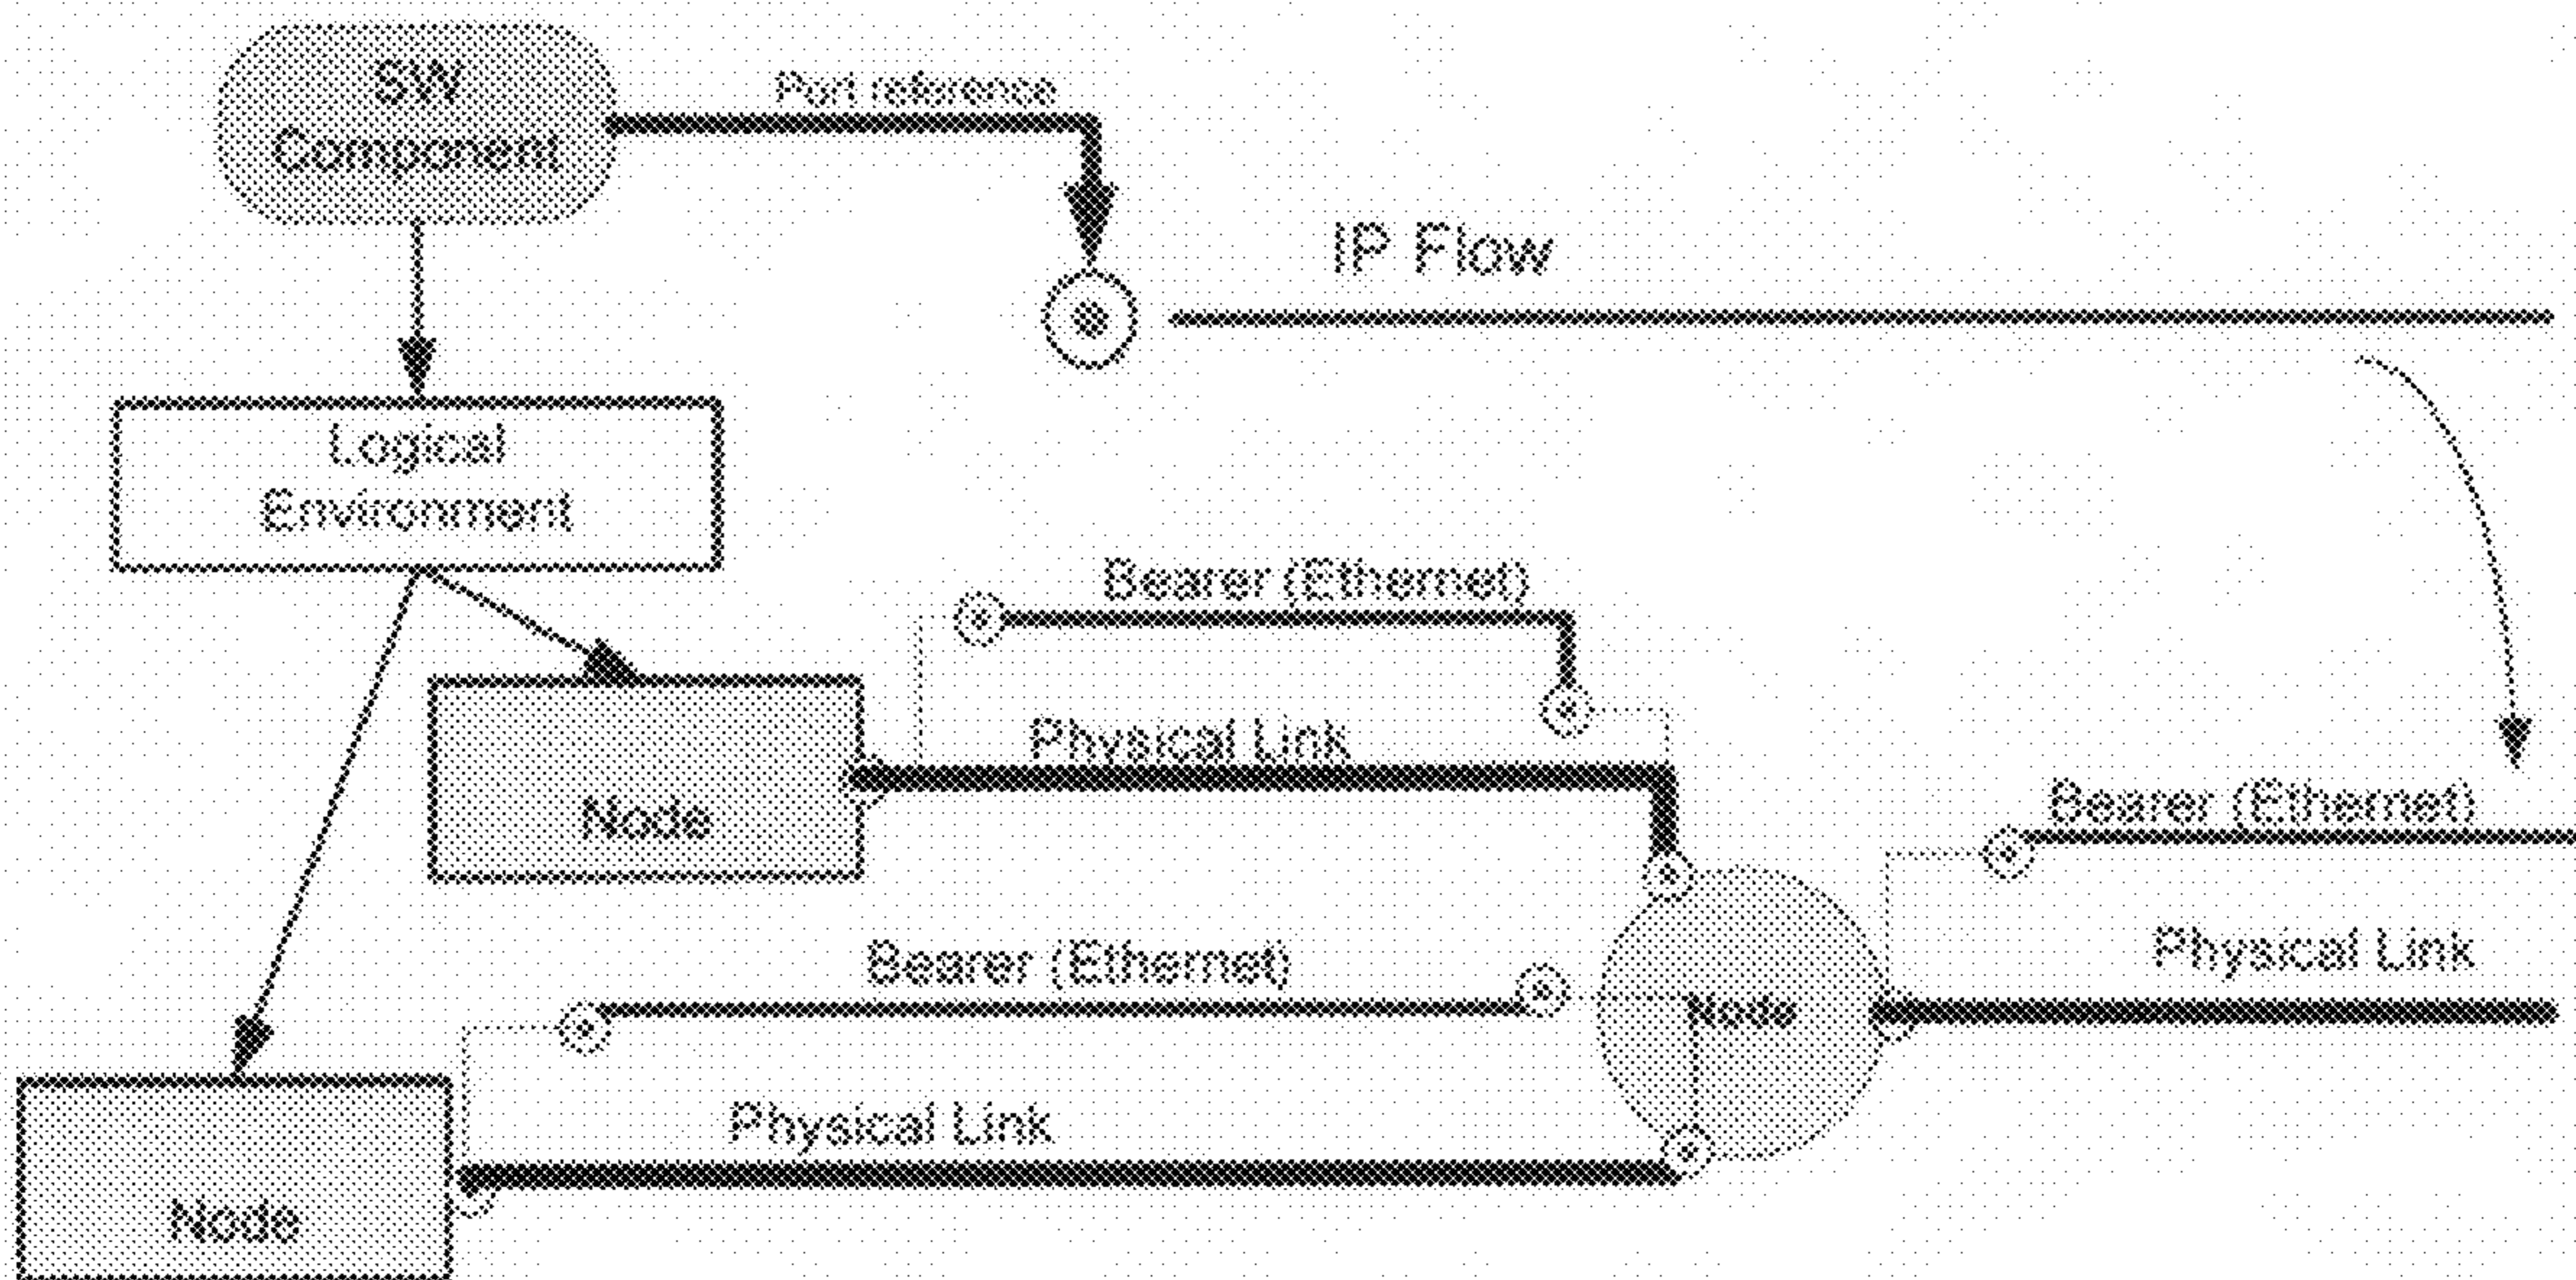 SW
Component
Port reference
IP Flow
Logical
Environment
Bearer (Ethernet)
Physical Link
Node
Bearer (Ethernet)
Physical Link
Bearer (Ethernet)
Node
Physical Link
Node